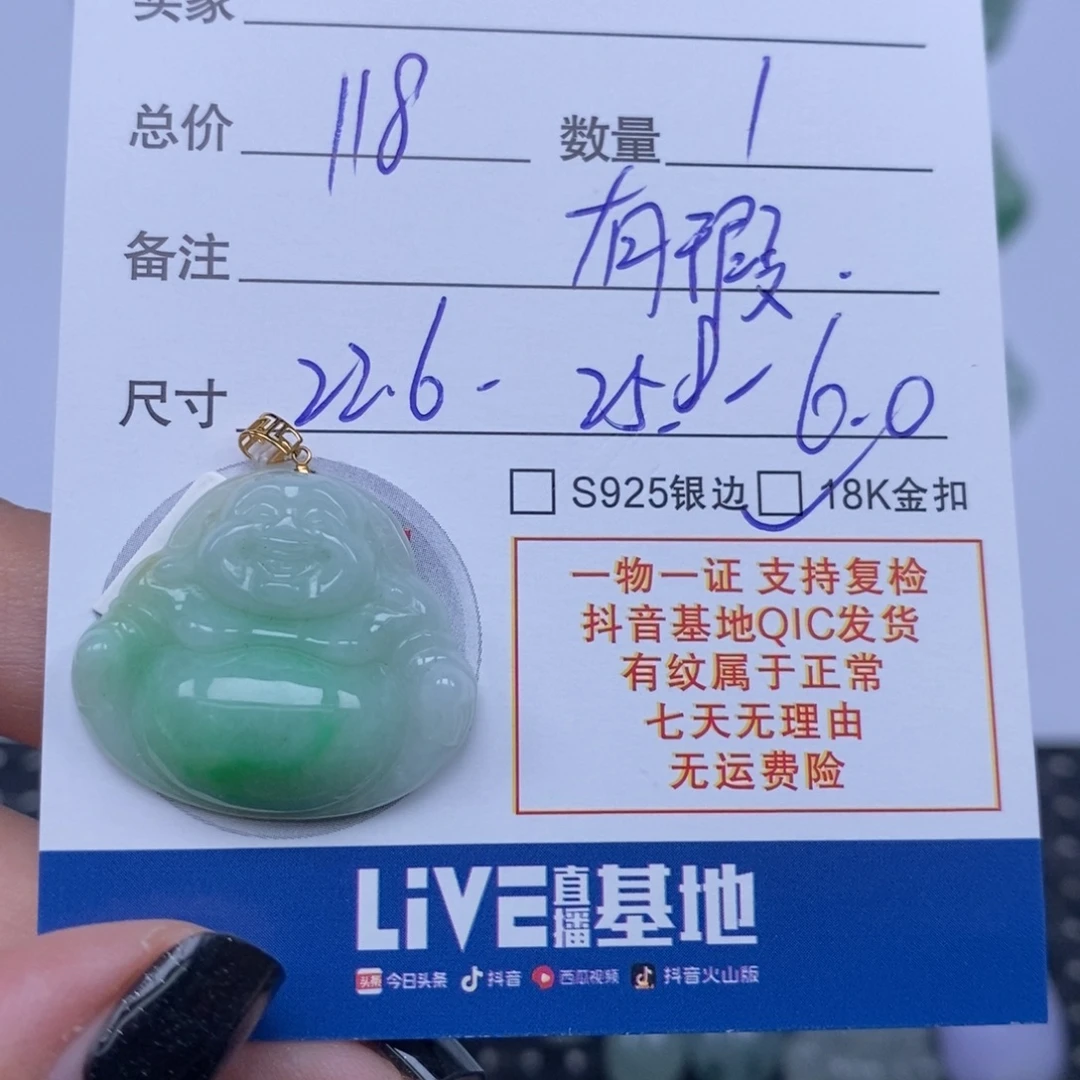 买家
总价 118 数量 1
备注 有瑕.
尺寸 22.6 - 25.8 - 6.0
S925银边 18K金扣
一物一证 支持复检
抖音基地QIC发货
有纹属于正常
七天无理由
无运费险
LiVE直播基地
头条 今日头条 抖音 西瓜视频 抖音火山版